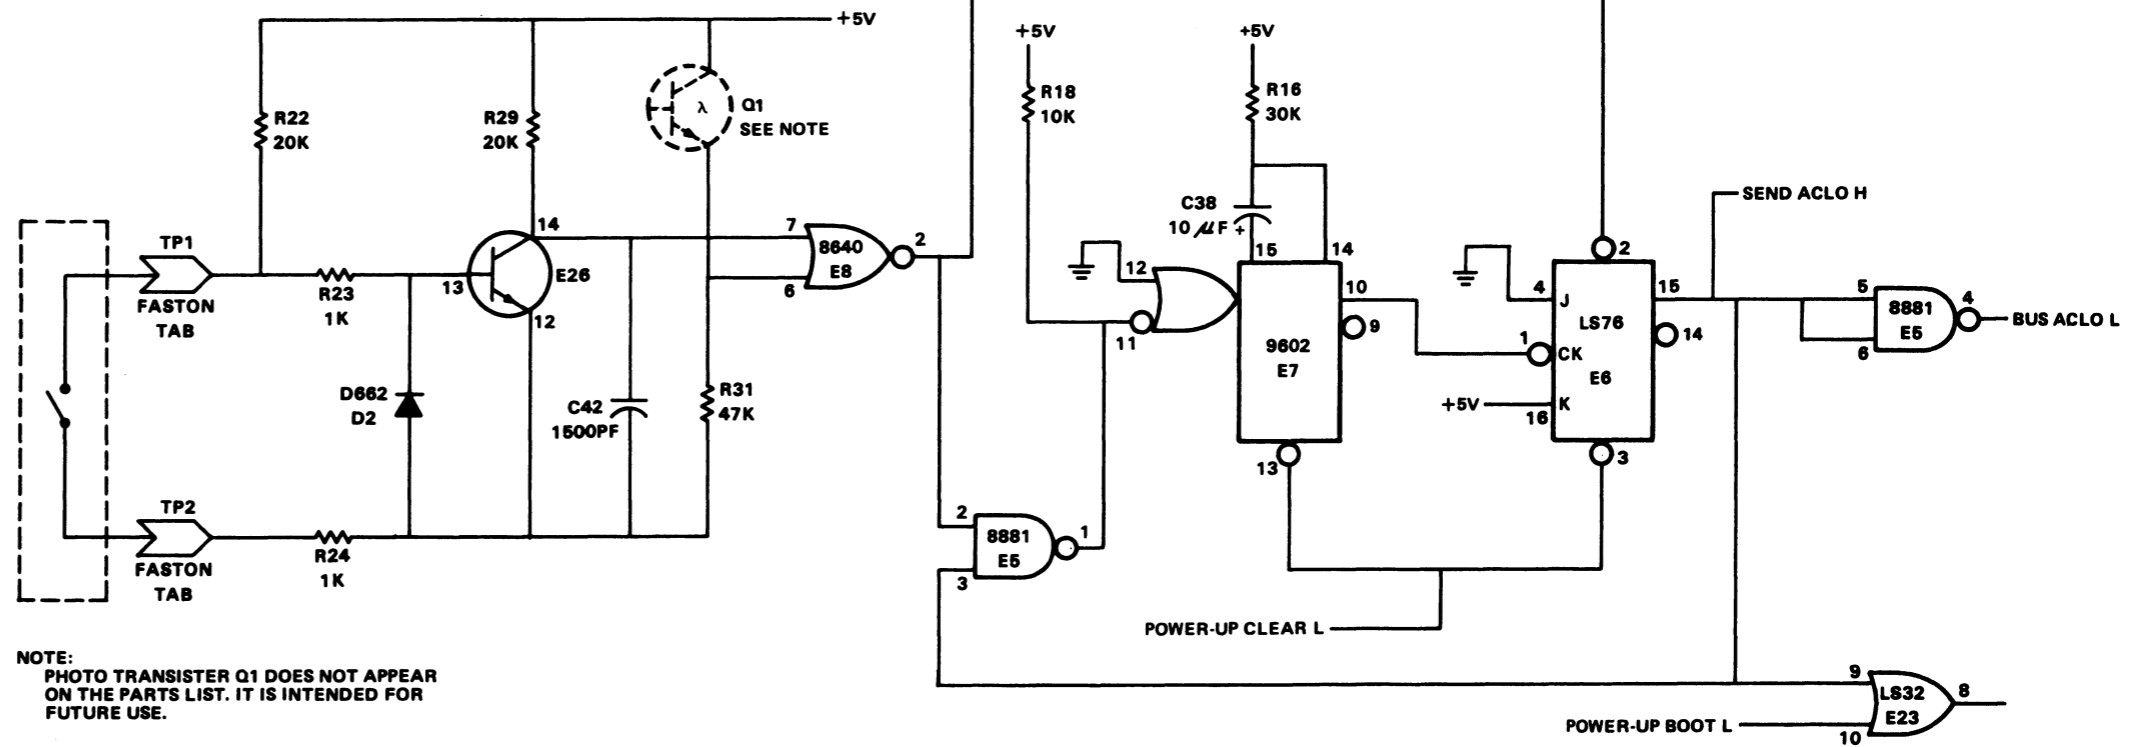 +5V
R22
20K
R29
20K
λ
Q1
SEE NOTE
TP1
FASTON
TAB
R23
1K
13
14
E26
12
7
8640
E8
6
2
D662
D2
C42
1500PF
R31
47K
TP2
FASTON
TAB
R24
1K
NOTE:
PHOTO TRANSISTER Q1 DOES NOT APPEAR
ON THE PARTS LIST. IT IS INTENDED FOR
FUTURE USE.
+5V
R18
10K
+5V
R16
30K
C38
10 µF +
15
14
12
11
10
9
9602
E7
13
2
8881
E5
3
1
POWER-UP CLEAR L
2
4
J
LS76
1
CK
E6
+5V
K
16
15
14
3
SEND ACLO H
5
8881
E5
6
4
BUS ACLO L
9
LS32
E23
8
POWER-UP BOOT L
10